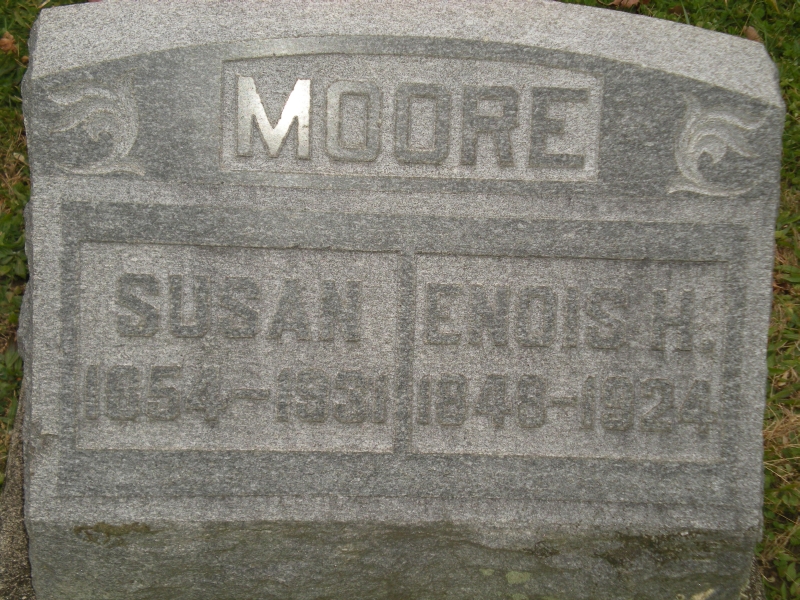 MOORE
SUSAN ENOIS H.
1854-1931 1848-1924